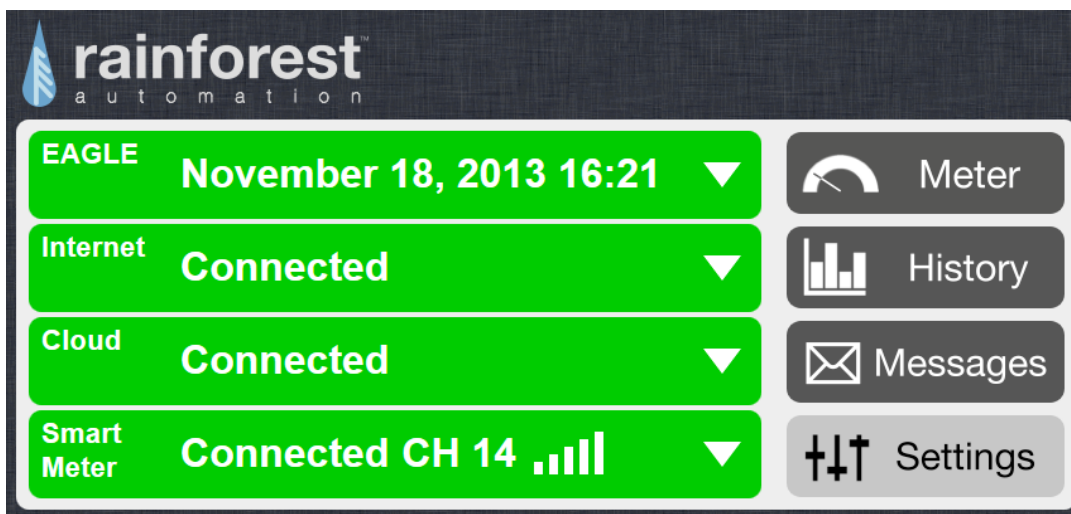 rainforest™
automation
EAGLE
November 18, 2013 16:21
Meter
Internet
Connected
History
Cloud
Connected
Messages
Smart
Meter
Connected CH 14
Settings